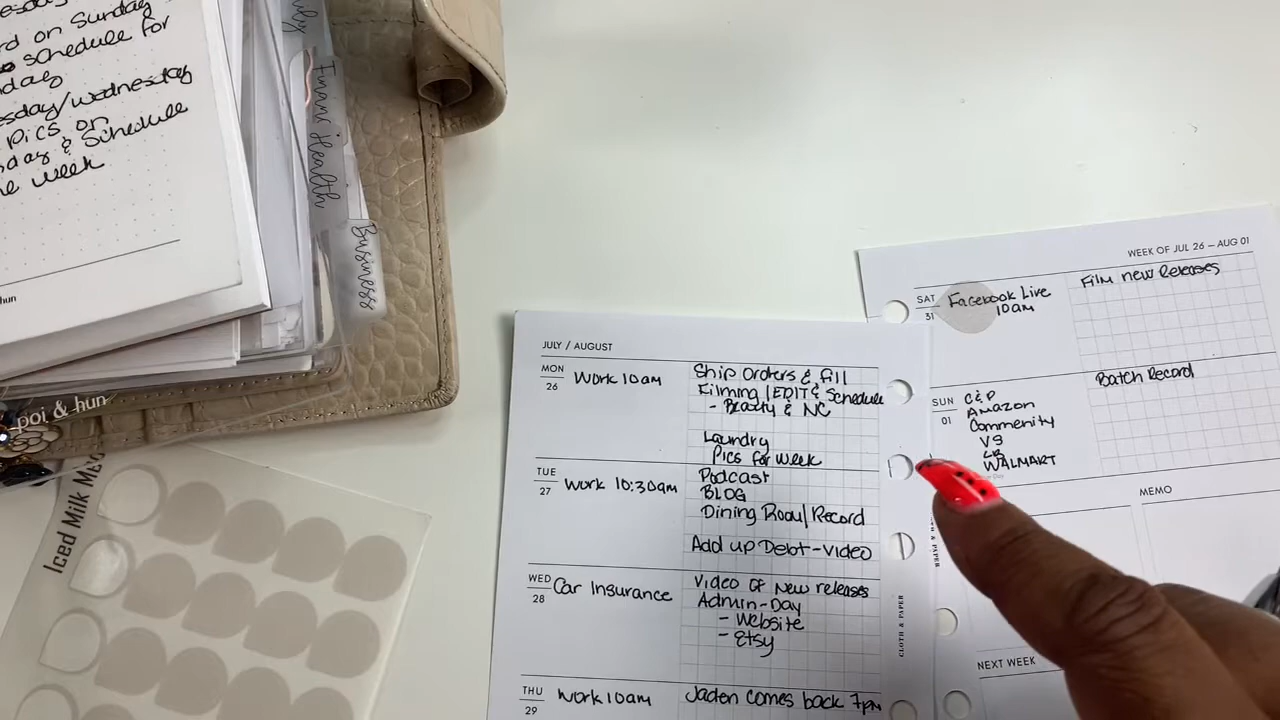 rd on Sunday
schedule for
Tuesday/Wednesday
Pics on
& Schedule
week
July
Financ Health
Business
poi & hun
Iced Milk
JULY / AUGUST
MON
26
Work 10am
Ship Orders & fill
Filming |EDIT & Schedule
- Beauty & NC
Laundry
Pics for week
TUE
27
Work 10:30am
Podcast
BLOG
Dining Room/Record
Add up Debt-video
WED
28
Car Insurance
Video of New releases
Admin-Day
- Website
- Etsy
THU
29
Work 10am
Jaden comes back 7pm
CLOTH & PAPER
WEEK OF JUL 26 – AUG 01
SAT
31
Facebook Live
10am
Film new Releases
SUN
01
C&P
Amazon
Commenity
VS
WALMART
Batch Record
MEMO
NEXT WEEK